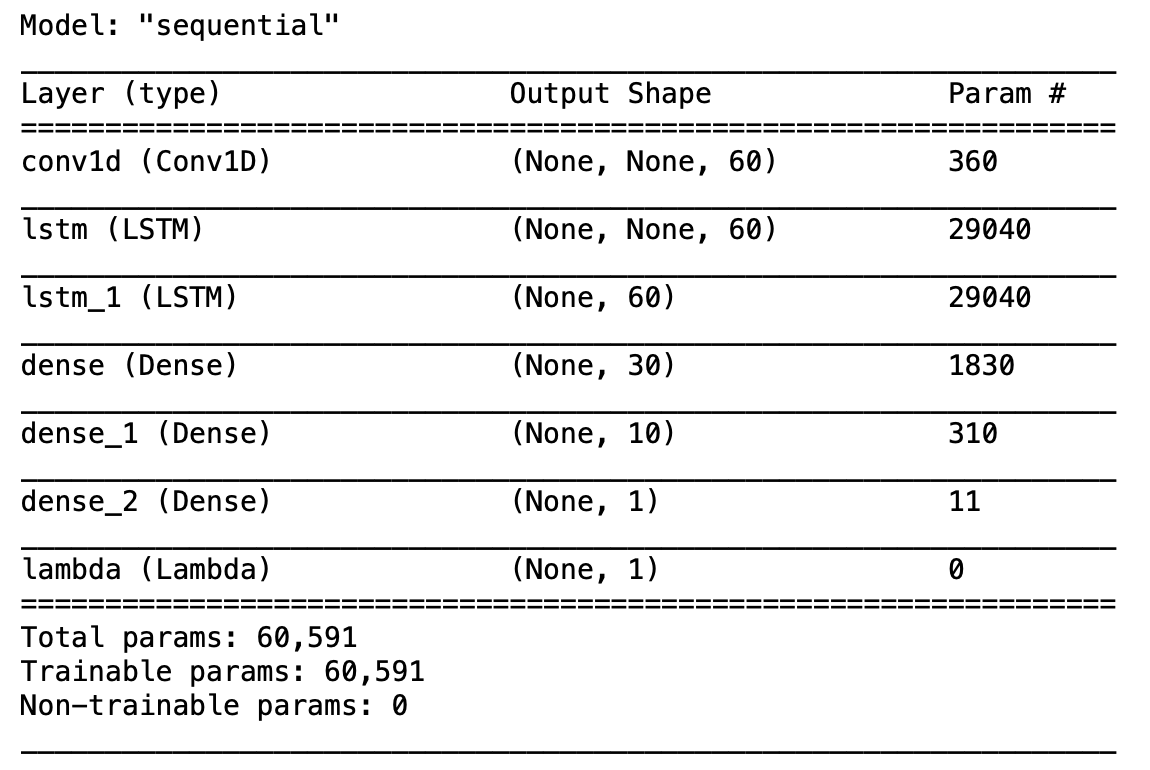 Model: "sequential"
Layer (type) Output Shape Param #
conv1d (Conv1D) (None, None, 60) 360
lstm (LSTM) (None, None, 60) 29040
lstm_1 (LSTM) (None, 60) 29040
dense (Dense) (None, 30) 1830
dense_1 (Dense) (None, 10) 310
dense_2 (Dense) (None, 1) 11
lambda (Lambda) (None, 1) 0
Total params: 60,591
Trainable params: 60,591
Non-trainable params: 0